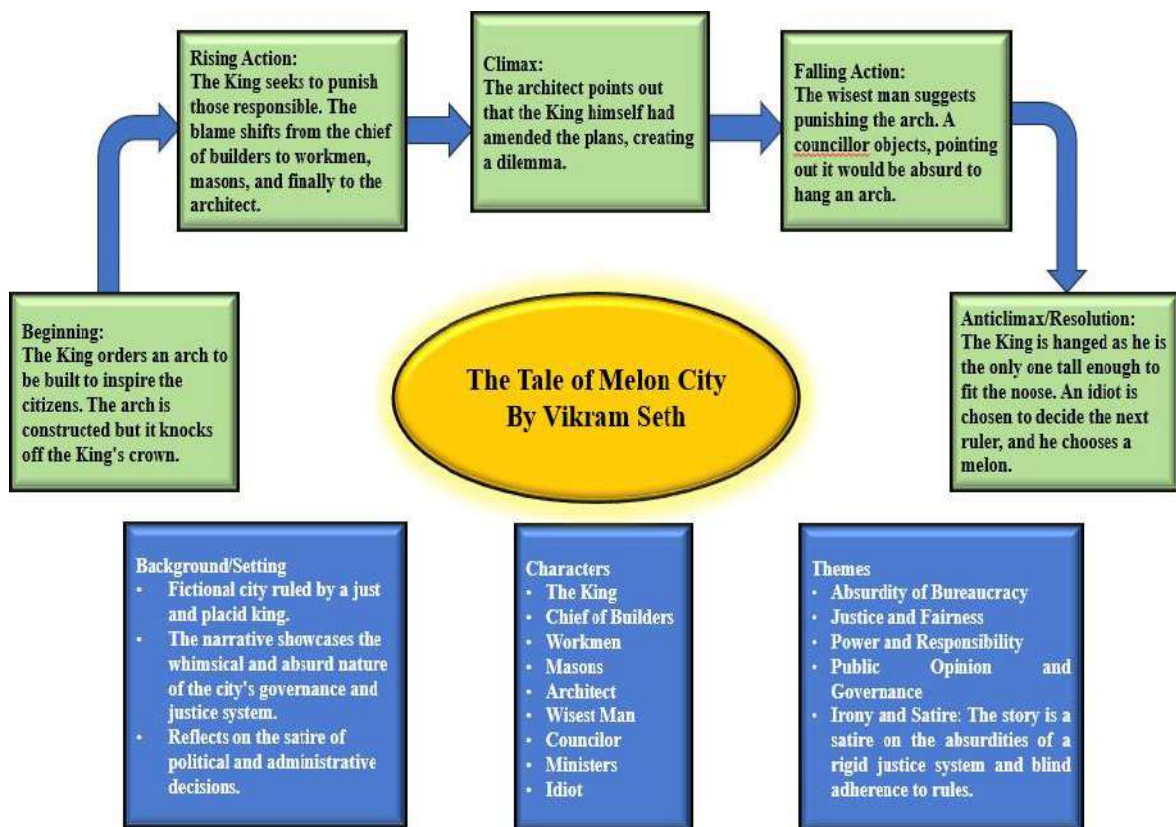 Beginning:
The King orders an arch to
be built to inspire the
citizens. The arch is
constructed but it knocks
off the King's crown.
Rising Action:
The King seeks to punish
those responsible. The
blame shifts from the chief
of builders to workmen,
masons, and finally to the
architect.
Climax:
The architect points out
that the King himself had
amended the plans, creating
a dilemma.
Falling Action:
The wisest man suggests
punishing the arch. A
councillor objects, pointing
out it would be absurd to
hang an arch.
Anticlimax/Resolution:
The King is hanged as he is
the only one tall enough to
fit the noose. An idiot is
chosen to decide the next
ruler, and he chooses a
melon.
The Tale of Melon City
By Vikram Seth
Background/Setting
• Fictional city ruled by a just
and placid king.
• The narrative showcases the
whimsical and absurd nature
of the city's governance and
justice system.
• Reflects on the satire of
political and administrative
decisions.
Characters
• The King
• Chief of Builders
• Workmen
• Masons
• Architect
• Wisest Man
• Councilor
• Ministers
• Idiot
Themes
• Absurdity of Bureaucracy
• Justice and Fairness
• Power and Responsibility
• Public Opinion and
Governance
• Irony and Satire: The story is a
satire on the absurdities of a
rigid justice system and blind
adherence to rules.